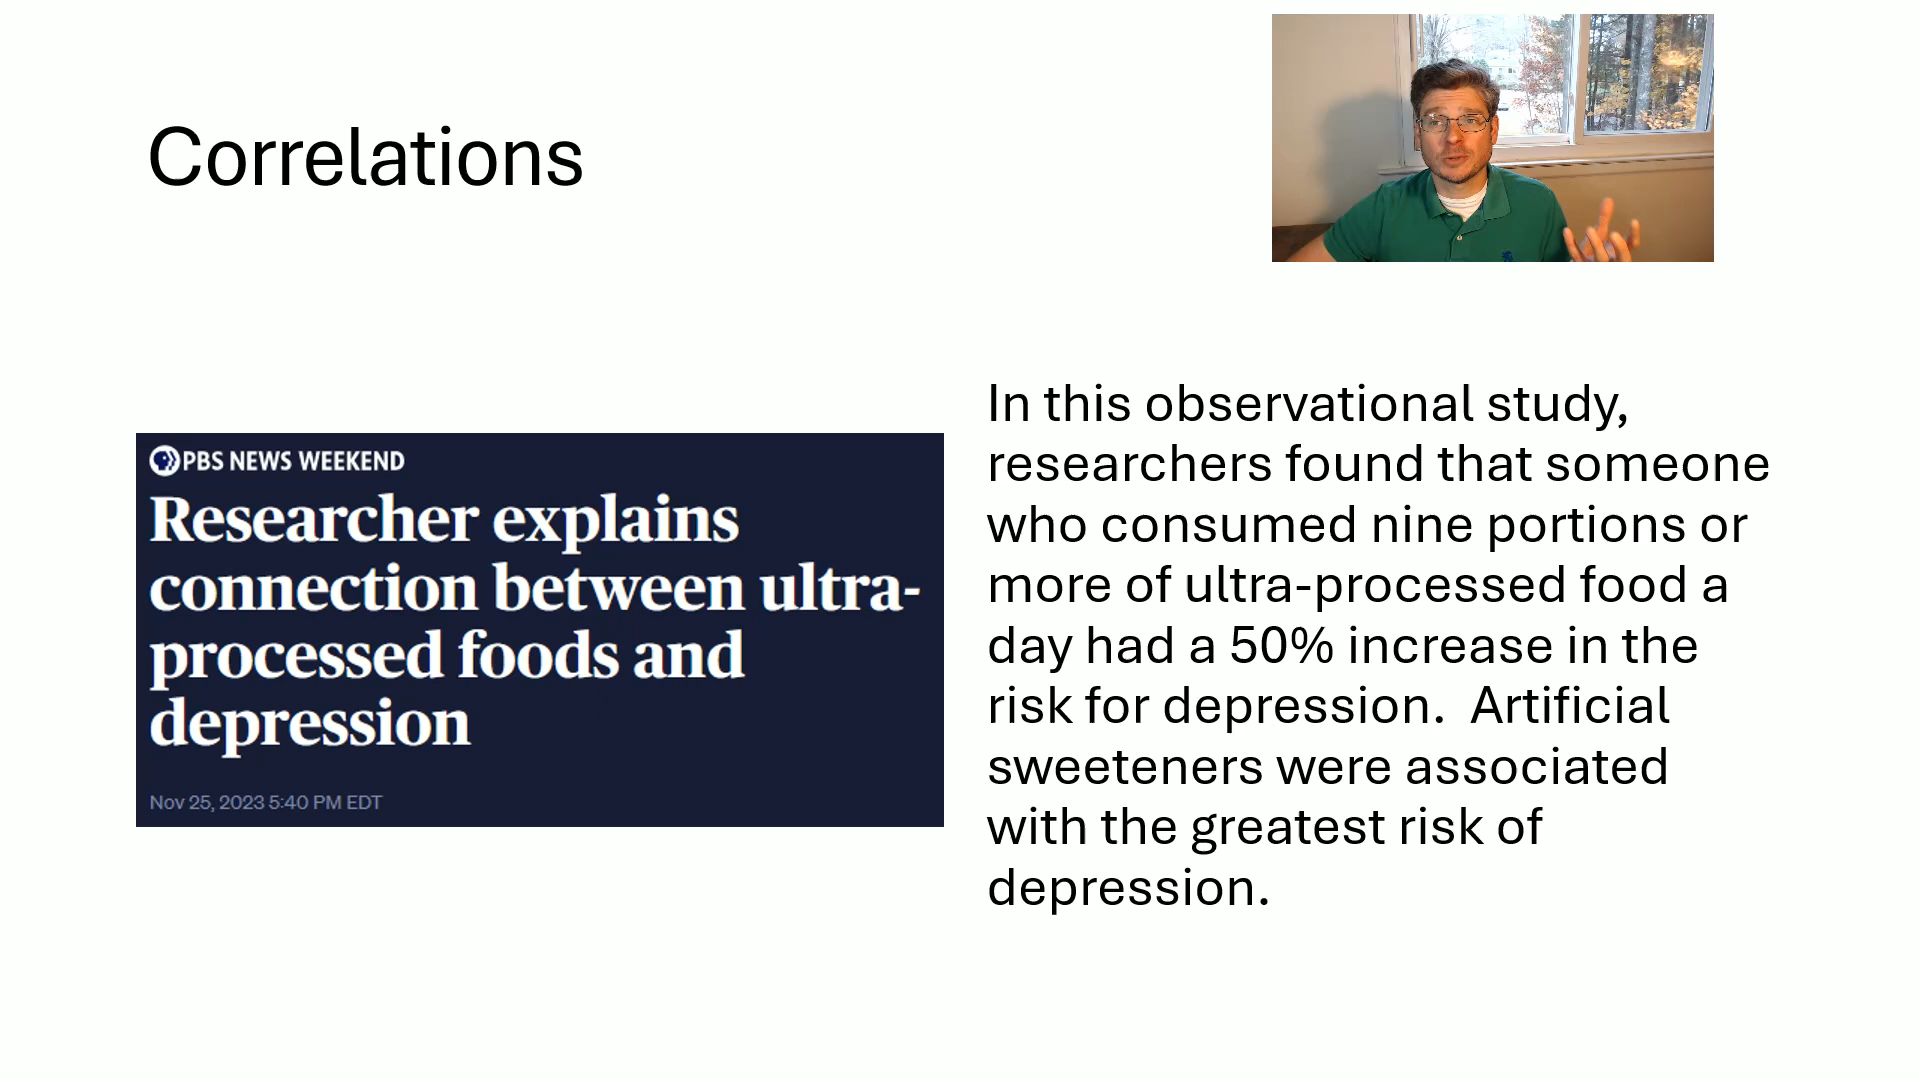 Correlations
PBS NEWS WEEKEND
Researcher explains
connection between ultra-
processed foods and
depression
Nov 25, 2023 5:40 PM EDT
In this observational study,
researchers found that someone
who consumed nine portions or
more of ultra-processed food a
day had a 50% increase in the
risk for depression.  Artificial
sweeteners were associated
with the greatest risk of
depression.